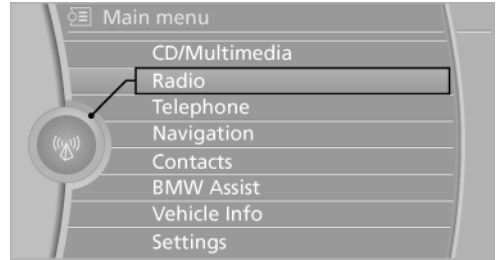 Main menu
CD/Multimedia
Radio
Telephone
Navigation
Contacts
BMW Assist
Vehicle Info
Settings